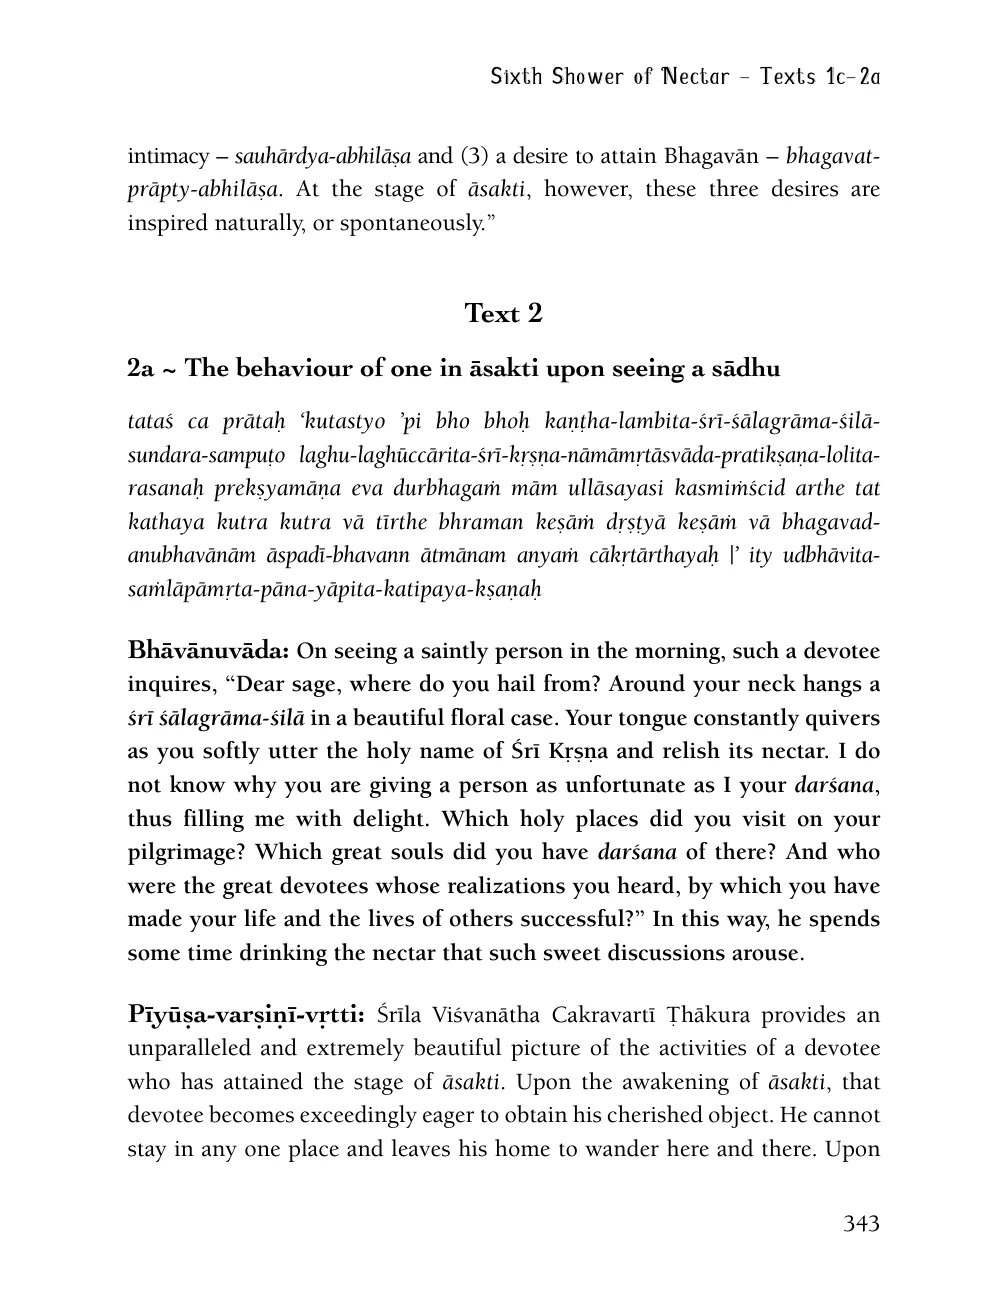 Sixth Shower of Nectar – Texts 1c–2a
intimacy – sauhārdya-abhilāṣa and (3) a desire to attain Bhagavān – bhagavat-
prāpty-abhilāṣa. At the stage of āsakti, however, these three desires are
inspired naturally, or spontaneously.”
Text 2
2a ~ The behaviour of one in āsakti upon seeing a sādhu
tataś ca prātaḥ ‘kutastyo ’pi bho bhoḥ kaṇṭha-lambita-śrī-śālagrāma-śilā-
sundara-sampuṭo laghu-laghūccārita-śrī-kṛṣṇa-nāmāmṛtāsvāda-pratikṣaṇa-lolita-
rasanaḥ prekṣyamāṇa eva durbhagaṁ mām ullāsayasi kasmiṁścid arthe tat
kathaya kutra kutra vā tīrthe bhraman keṣāṁ dṛṣṭyā keṣāṁ vā bhagavad-
anubhavānām āspadī-bhavann ātmānam anyaṁ cākṛtārthayaḥ |’ ity udbhāvita-
saṁlāpāmṛta-pāna-yāpita-katipaya-kṣaṇaḥ
Bhāvānuvāda: On seeing a saintly person in the morning, such a devotee
inquires, “Dear sage, where do you hail from? Around your neck hangs a
śrī śālagrāma-śilā in a beautiful floral case. Your tongue constantly quivers
as you softly utter the holy name of Śrī Kṛṣṇa and relish its nectar. I do
not know why you are giving a person as unfortunate as I your darśana,
thus filling me with delight. Which holy places did you visit on your
pilgrimage? Which great souls did you have darśana of there? And who
were the great devotees whose realizations you heard, by which you have
made your life and the lives of others successful?” In this way, he spends
some time drinking the nectar that such sweet discussions arouse.
Pīyūṣa-varṣiṇī-vṛtti: Śrīla Viśvanātha Cakravartī Ṭhākura provides an
unparalleled and extremely beautiful picture of the activities of a devotee
who has attained the stage of āsakti. Upon the awakening of āsakti, that
devotee becomes exceedingly eager to obtain his cherished object. He cannot
stay in any one place and leaves his home to wander here and there. Upon
343